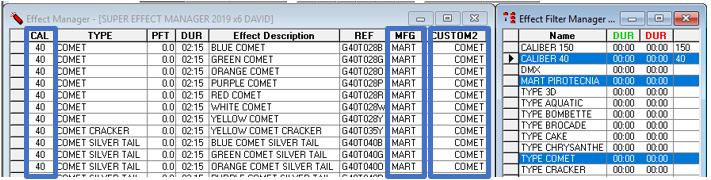 Effect Manager - [SUPER EFFECT MANAGER 2019 x6 DAVID]
CAL TYPE PFT DUR Effect Description REF MFG CUSTOM2
40 COMET 0.0 02:15 BLUE COMET G40T028B MART COMET
40 COMET 0.0 02:15 GREEN COMET G40T028G MART COMET
40 COMET 0.0 02:15 ORANGE COMET G40T028O MART COMET
40 COMET 0.0 02:15 PURPLE COMET G40T028P MART COMET
40 COMET 0.0 02:15 RED COMET G40T028R MART COMET
40 COMET 0.0 02:15 WHITE COMET G40T028W MART COMET
40 COMET 0.0 02:15 YELLOW COMET G40T028Y MART COMET
40 COMET CRACKER 0.0 02:15 YELLOW COMET CRACKER G40T035Y MART COMET
40 COMET SILVER TAIL 0.0 02:15 BLUE COMET SILVER TAIL G40T040B MART COMET
40 COMET SILVER TAIL 0.0 02:15 GREEN COMET SILVER TAIL G40T040G MART COMET
40 COMET SILVER TAIL 0.0 02:15 ORANGE COMET SILVER TAIL G40T040O MART COMET
Effect Filter Manager ...
Name DUR DUR
CALIBER 150 00:00 00:00 150
CALIBER 40 00:00 00:00 40
DMX 00:00 00:00
MART PIROTECNIA 00:00 00:00
TYPE 3D 00:00 00:00
TYPE AQUATIC 00:00 00:00
TYPE BOMBETTE 00:00 00:00
TYPE BROCADE 00:00 00:00
TYPE CAKE 00:00 00:00
TYPE CHRYSANTHE 00:00 00:00
TYPE COMET 00:00 00:00
TYPE CRACKER 00:00 00:00